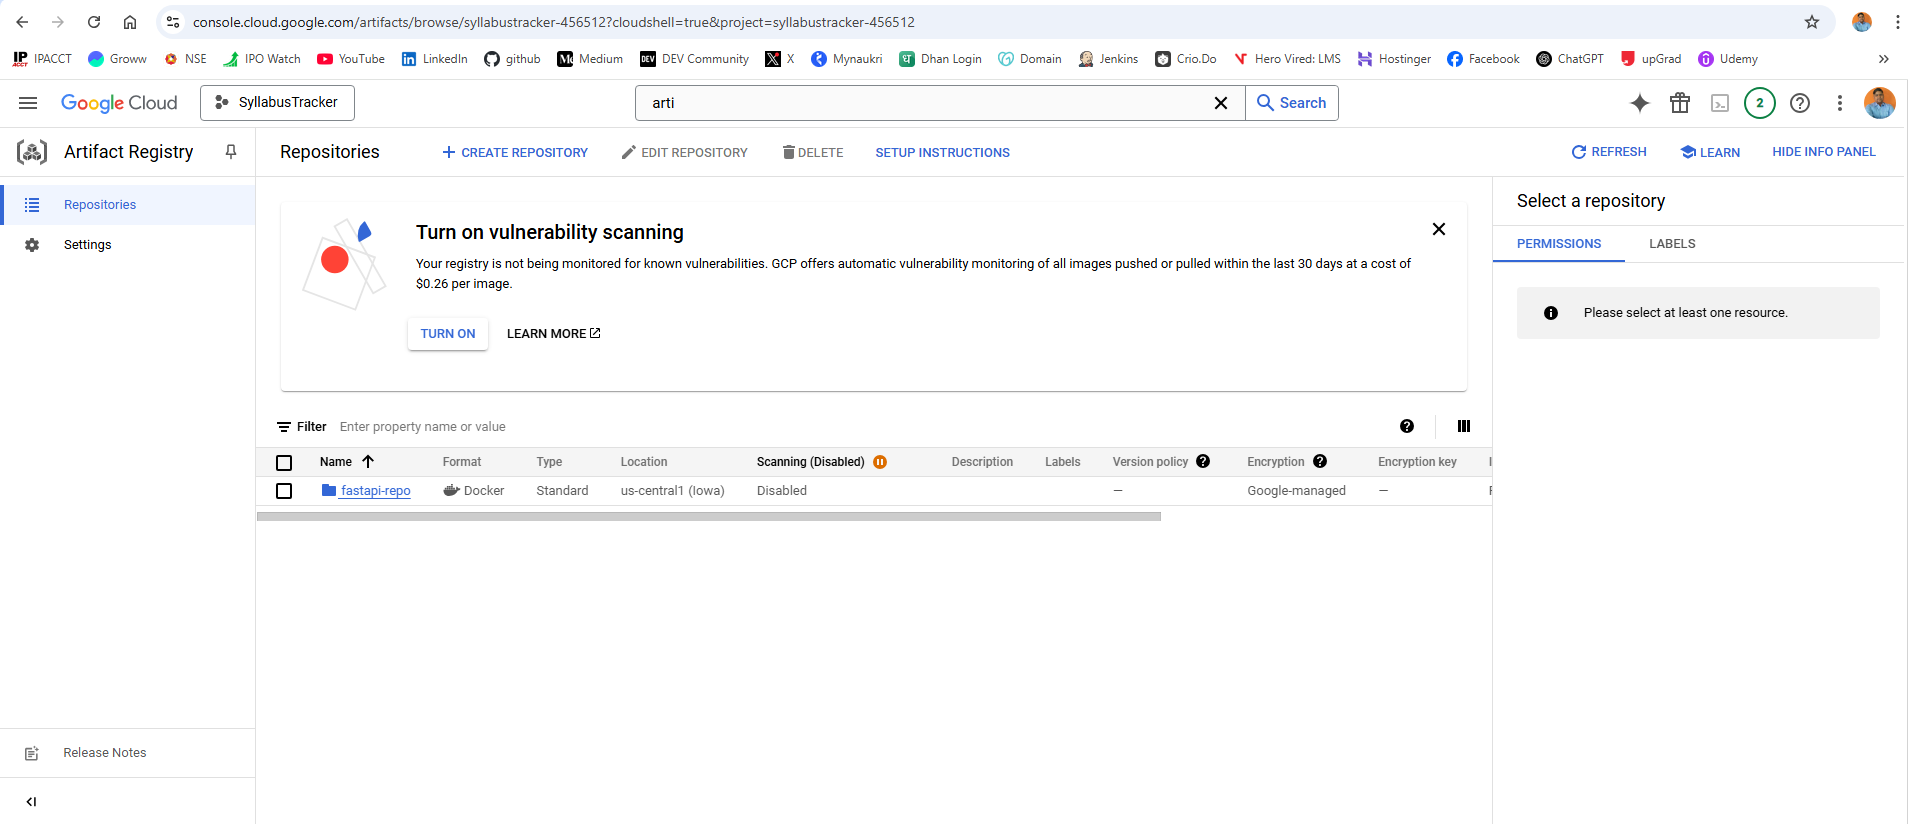 console.cloud.google.com/artifacts/browse/syllabustracker-456512?cloudshell=true&project=syllabustracker-456512
IP ACCT IPACCT Groww NSE IPO Watch YouTube LinkedIn github Medium DEV DEV Community X Mynaukri Dhan Login Domain Jenkins Crio.Do Hero Vired: LMS Hostinger Facebook ChatGPT upGrad Udemy
Google Cloud SyllabusTracker arti Search 2
Artifact Registry Repositories CREATE REPOSITORY EDIT REPOSITORY DELETE SETUP INSTRUCTIONS REFRESH LEARN HIDE INFO PANEL
Repositories
Settings
Release Notes
Turn on vulnerability scanning
Your registry is not being monitored for known vulnerabilities. GCP offers automatic vulnerability monitoring of all images pushed or pulled within the last 30 days at a cost of
$0.26 per image.
TURN ON LEARN MORE
Filter Enter property name or value
Name Format Type Location Scanning (Disabled) Description Labels Version policy Encryption Encryption key
fastapi-repo Docker Standard us-central1 (Iowa) Disabled — Google-managed —
Select a repository
PERMISSIONS LABELS
Please select at least one resource.